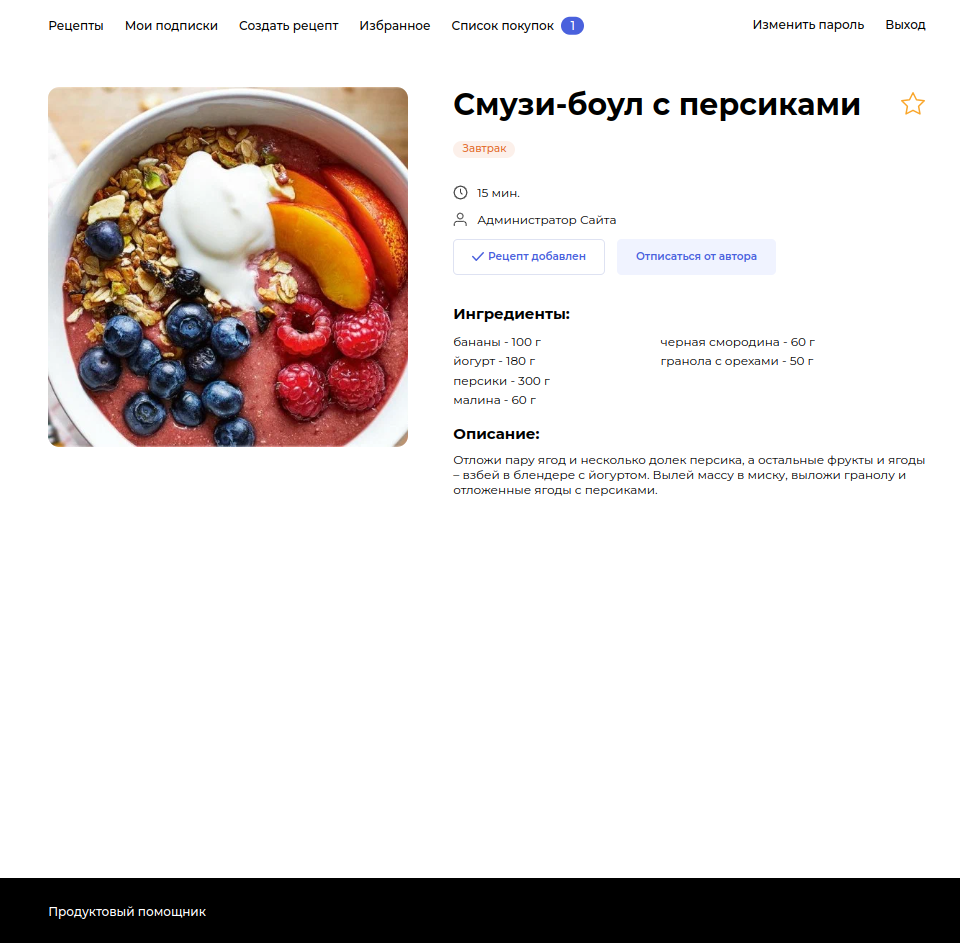 Рецепты Мои подписки Создать рецепт Избранное Список покупок 1 Изменить пароль Выход
Смузи-боул с персиками
Завтрак
15 мин.
Администратор Сайта
Рецепт добавлен Отписаться от автора
Ингредиенты:
бананы - 100 г
йогурт - 180 г
персики - 300 г
малина - 60 г
черная смородина - 60 г
гранола с орехами - 50 г
Описание:
Отложи пару ягод и несколько долек персика, а остальные фрукты и ягоды
– взбей в блендере с йогуртом. Вылей массу в миску, выложи гранолу и
отложенные ягоды с персиками.
Продуктовый помощник